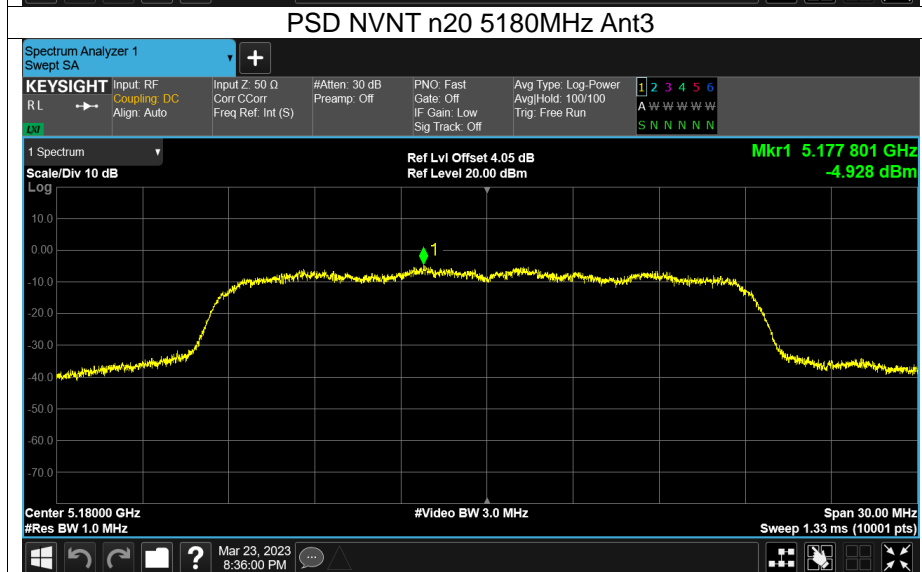 PSD NVNT n20 5180MHz Ant3
Spectrum Analyzer 1
Swept SA
+
KEYSIGHT Input: RF Input Z: 50 Ω #Atten: 30 dB PNO: Fast Avg Type: Log-Power 1 2 3 4 5 6
RL Coupling: DC Corr CCorr Preamp: Off Gate: Off Avg|Hold: 100/100 A W W W W W
Align: Auto Freq Ref: Int (S) IF Gain: Low Trig: Free Run
LXI Sig Track: Off S N N N N N
1 Spectrum Ref Lvl Offset 4.05 dB Mkr1 5.177 801 GHz
Scale/Div 10 dB Ref Level 20.00 dBm -4.928 dBm
Log
10.0
0.00
1
-10.0
-20.0
-30.0
-40.0
-50.0
-60.0
-70.0
Center 5.18000 GHz #Video BW 3.0 MHz Span 30.00 MHz
#Res BW 1.0 MHz Sweep 1.33 ms (10001 pts)
? Mar 23, 2023
8:36:00 PM